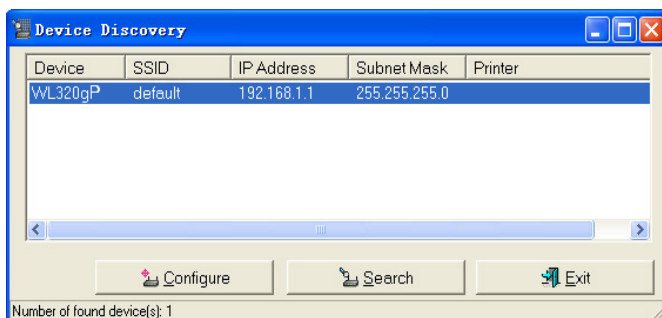 Device Discovery
Device SSID IP Address Subnet Mask Printer
WL320gP default 192.168.1.1 255.255.255.0
Configure Search Exit
Number of found device(s): 1